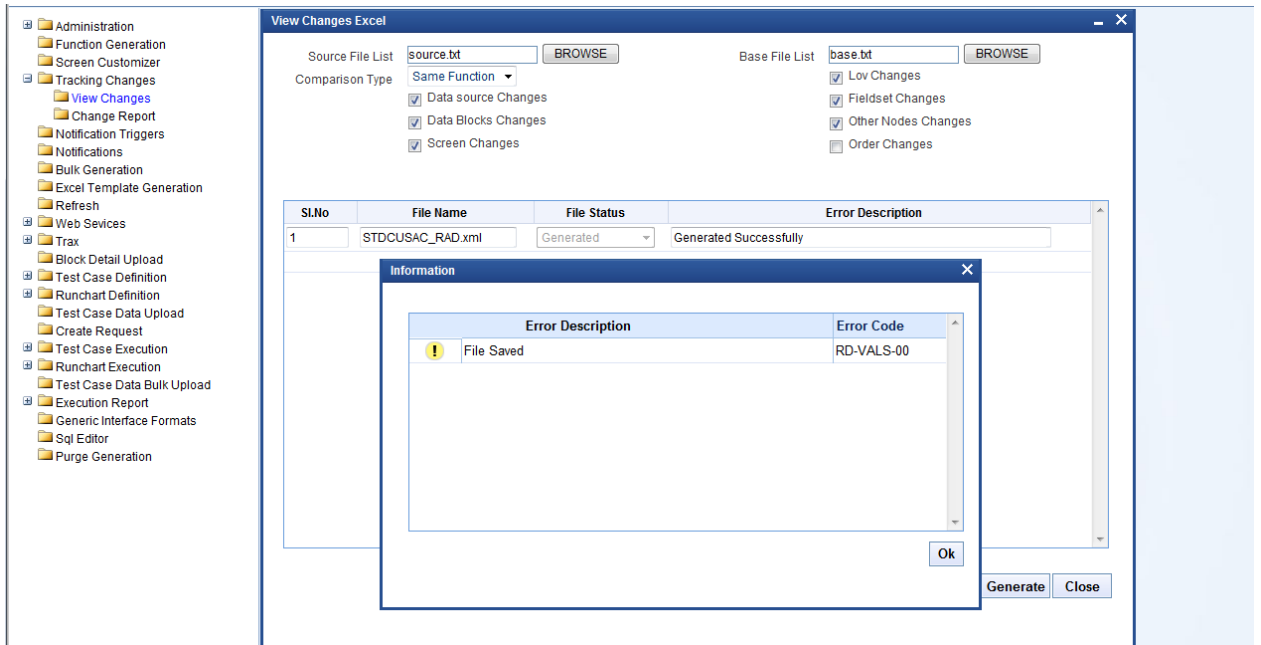 Administration
Function Generation
Screen Customizer
Tracking Changes
View Changes
Change Report
Notification Triggers
Notifications
Bulk Generation
Excel Template Generation
Refresh
Web Sevices
Trax
Block Detail Upload
Test Case Definition
Runchart Definition
Test Case Data Upload
Create Request
Test Case Execution
Runchart Execution
Test Case Data Bulk Upload
Execution Report
Generic Interface Formats
Sql Editor
Purge Generation
View Changes Excel
Source File List source.txt BROWSE Base File List base.txt BROWSE
Comparison Type Same Function Lov Changes
Data source Changes Fieldset Changes
Data Blocks Changes Other Nodes Changes
Screen Changes Order Changes
Sl.No File Name File Status Error Description
1 STDCUSAC_RAD.xml Generated Generated Successfully
Information
Error Description Error Code
File Saved RD-VALS-00
Ok
Generate Close